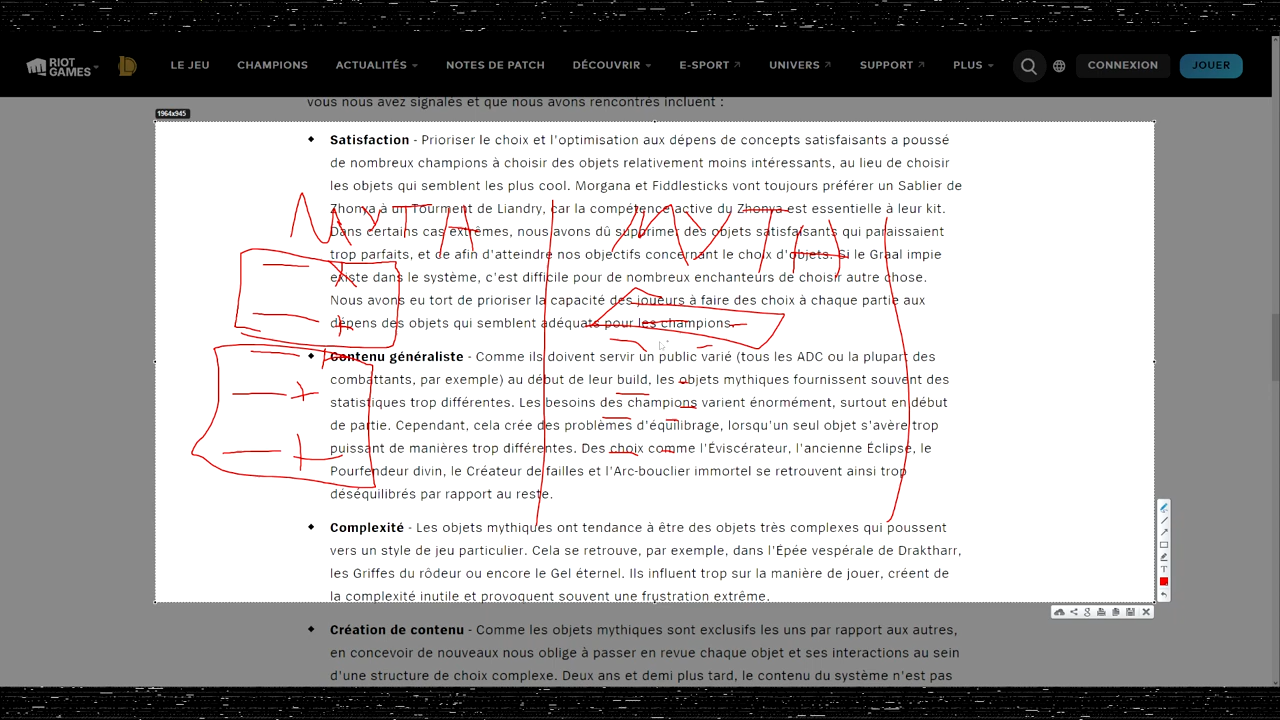 RIOT GAMES
LE JEU CHAMPIONS ACTUALITÉS NOTES DE PATCH DÉCOUVRIR E-SPORT UNIVERS SUPPORT PLUS CONNEXION JOUER
vous nous avez signalés et que nous avons rencontrés incluent :
1964x945
Satisfaction - Prioriser le choix et l'optimisation aux dépens de concepts satisfaisants a poussé
de nombreux champions à choisir des objets relativement moins intéressants, au lieu de choisir
les objets qui semblent les plus cool. Morgana et Fiddlesticks vont toujours préférer un Sablier de
Zhonya à un Tourment de Liandry, car la compétence active du Zhonya est essentielle à leur kit.
MYTH MYTH
Dans certains cas extrêmes, nous avons dû supprimer des objets satisfaisants qui paraissaient
trop parfaits, et de afin d'atteindre nos objectifs concernant le choix d'objets. Si le Graal impie
existe dans le système, c'est difficile pour de nombreux enchanteurs de choisir autre chose.
Nous avons eu tort de prioriser la capacité des joueurs à faire des choix à chaque partie aux
dépens des objets qui semblent adéquats pour les champions.
Contenu généraliste - Comme ils doivent servir un public varié (tous les ADC ou la plupart des
combattants, par exemple) au début de leur build, les objets mythiques fournissent souvent des
statistiques trop différentes. Les besoins des champions varient énormément, surtout en début
de partie. Cependant, cela crée des problèmes d'équilibrage, lorsqu'un seul objet s'avère trop
puissant de manières trop différentes. Des choix comme l'Éviscérateur, l'ancienne Éclipse, le
Pourfendeur divin, le Créateur de failles et l'Arc-bouclier immortel se retrouvent ainsi trop
déséquilibrés par rapport au reste.
Complexité - Les objets mythiques ont tendance à être des objets très complexes qui poussent
vers un style de jeu particulier. Cela se retrouve, par exemple, dans l'Épée vespérale de Draktharr,
les Griffes du rôdeur ou encore le Gel éternel. Ils influent trop sur la manière de jouer, créent de
la complexité inutile et provoquent souvent une frustration extrême.
Création de contenu - Comme les objets mythiques sont exclusifs les uns par rapport aux autres,
en concevoir de nouveaux nous oblige à passer en revue chaque objet et ses interactions au sein
d'une structure de choix complexe. Deux ans et demi plus tard, le contenu du système n'est pas